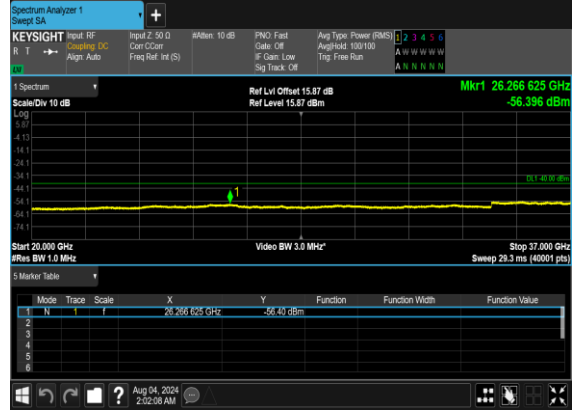 Spectrum Analyzer 1
Swept SA
+
KEYSIGHT Input: RF Input Z: 50 Ω #Atten: 10 dB PNO: Fast Avg Type: Power (RMS) 1 2 3 4 5 6
R T Coupling: DC Corr CCorr Gate: Off Avg|Hold: 100/100 A W W W W W
Align: Auto Freq Ref: Int (S) IF Gain: Low Trig: Free Run
Sig Track: Off A N N N N N
1 Spectrum Ref Lvl Offset 15.87 dB Mkr1 26.266 625 GHz
Scale/Div 10 dB Ref Level 15.87 dBm -56.396 dBm
Log
5.87
-4.13
-14.1
-24.1
-34.1
DL1 -40.00 dBm
-44.1
1
-54.1
-64.1
-74.1
Start 20.000 GHz Video BW 3.0 MHz* Stop 37.000 GHz
#Res BW 1.0 MHz Sweep 29.3 ms (40001 pts)
5 Marker Table
Mode Trace Scale X Y Function Function Width Function Value
1 N 1 f 26.266 625 GHz -56.40 dBm
2
3
4
5
6
? Aug 04, 2024
2:02:08 AM